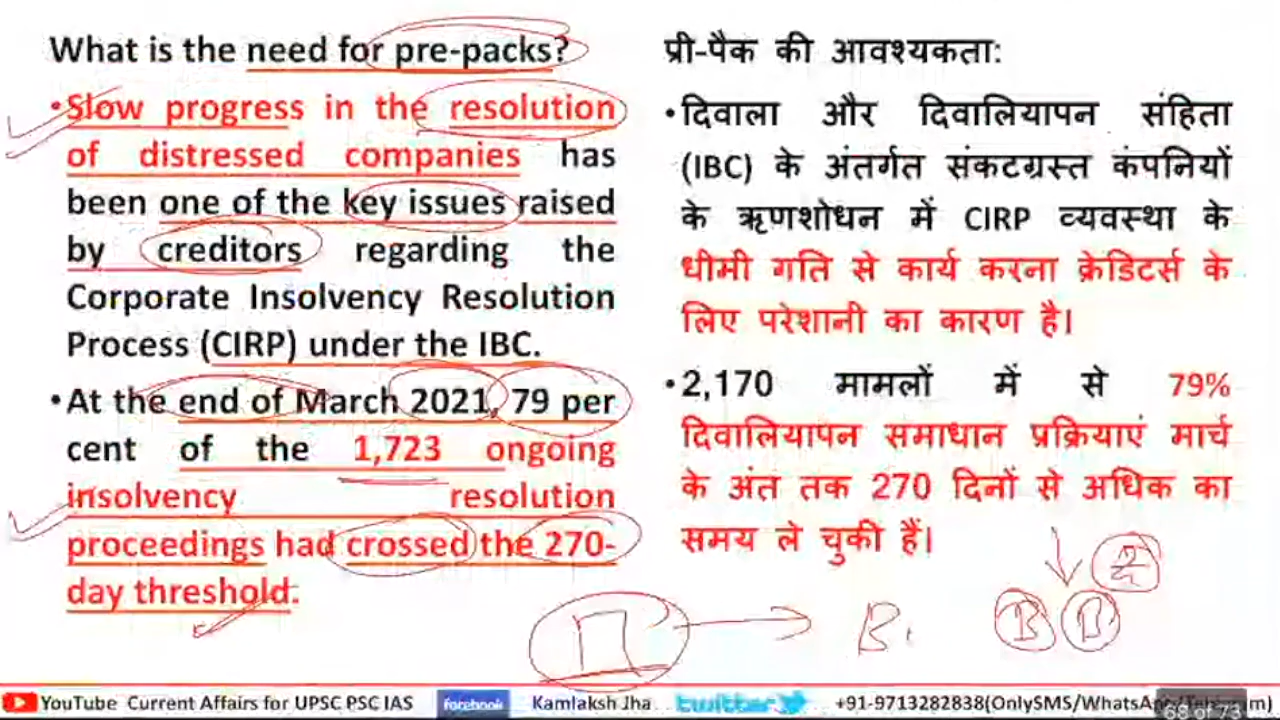 What is the need for pre-packs?
•Slow progress in the resolution
of distressed companies has
been one of the key issues raised
by creditors regarding the
Corporate Insolvency Resolution
Process (CIRP) under the IBC.
•At the end of March 2021, 79 per
cent of the 1,723 ongoing
insolvency resolution
proceedings had crossed the 270-
day threshold.
प्री-पैक की आवश्यकता:
•दिवाला और दिवालियापन संहिता
(IBC) के अंतर्गत संकटग्रस्त कंपनियों
के ऋणशोधन में CIRP व्यवस्था के
धीमी गति से कार्य करना क्रेडिटर्स के
लिए परेशानी का कारण है।
•2,170 मामलों में से 79%
दिवालियापन समाधान प्रक्रियाएं मार्च
के अंत तक 270 दिनों से अधिक का
समय ले चुकी हैं।
B B
YouTube Current Affairs for UPSC PSC IAS facebook Kamlaksh Jha twitter +91-9713282838(OnlySMS/WhatsApp/Telegram)
68 of 73